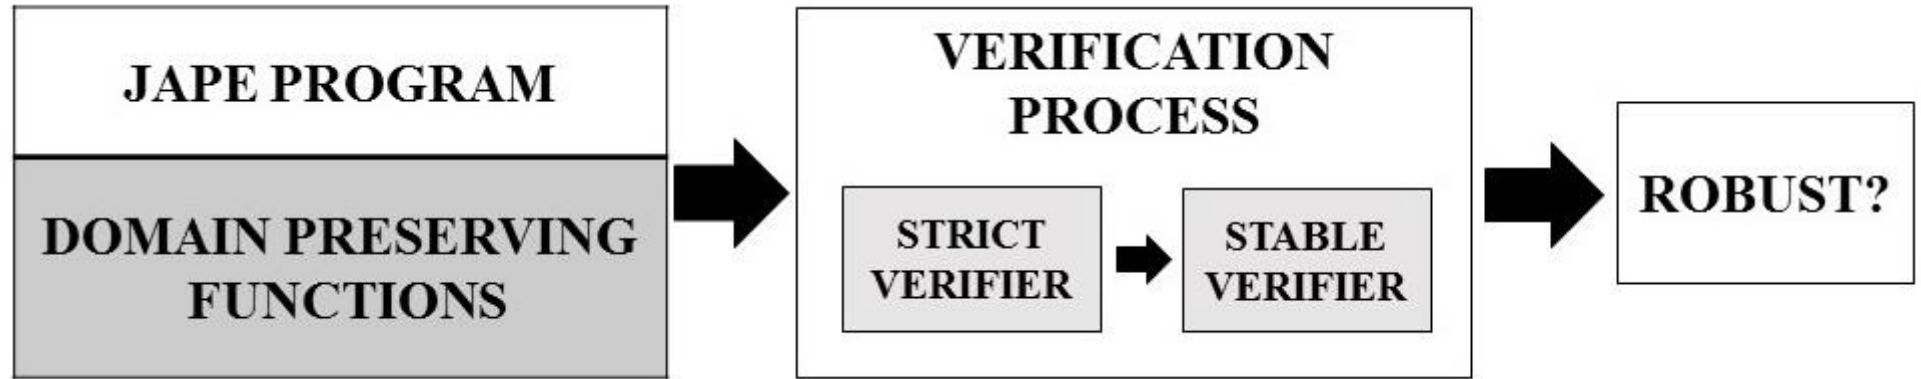 JAPE PROGRAM
DOMAIN PRESERVING
FUNCTIONS
VERIFICATION
PROCESS
STRICT
VERIFIER
STABLE
VERIFIER
ROBUST?